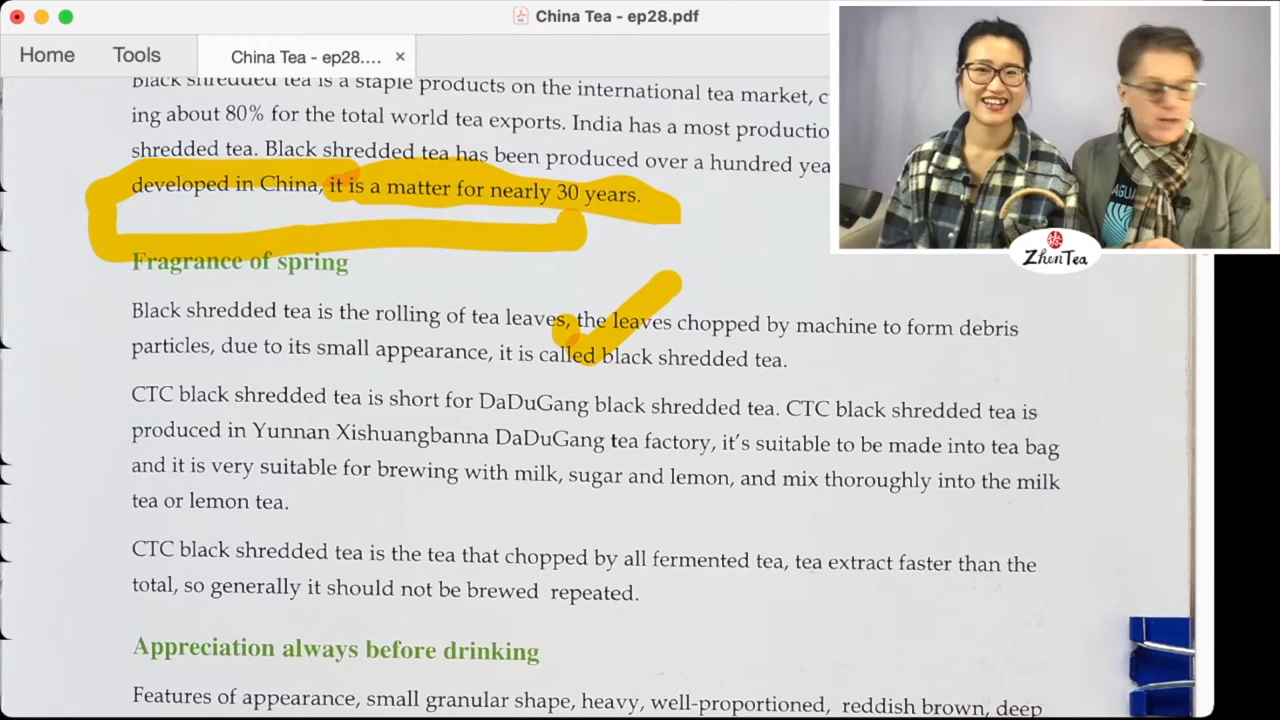 China Tea - ep28.pdf
Home Tools China Tea - ep28.... ×
Black shredded tea is a staple products on the international tea market,
ing about 80% for the total world tea exports. India has a most
shredded tea. Black shredded tea has been produced over a hundred
developed in China, it is a matter for nearly 30 years.
Fragrance of spring
Black shredded tea is the rolling of tea leaves, the leaves chopped by machine to form debris
particles, due to its small appearance, it is called black shredded tea.
CTC black shredded tea is short for DaDuGang black shredded tea. CTC black shredded tea is
produced in Yunnan Xishuangbanna DaDuGang tea factory, it's suitable to be made into tea bag
and it is very suitable for brewing with milk, sugar and lemon, and mix thoroughly into the milk
tea or lemon tea.
CTC black shredded tea is the tea that chopped by all fermented tea, tea extract faster than the
total, so generally it should not be brewed repeated.
Appreciation always before drinking
Features of appearance, small granular shape, heavy, well-proportioned, reddish brown, deep
ZhenTea